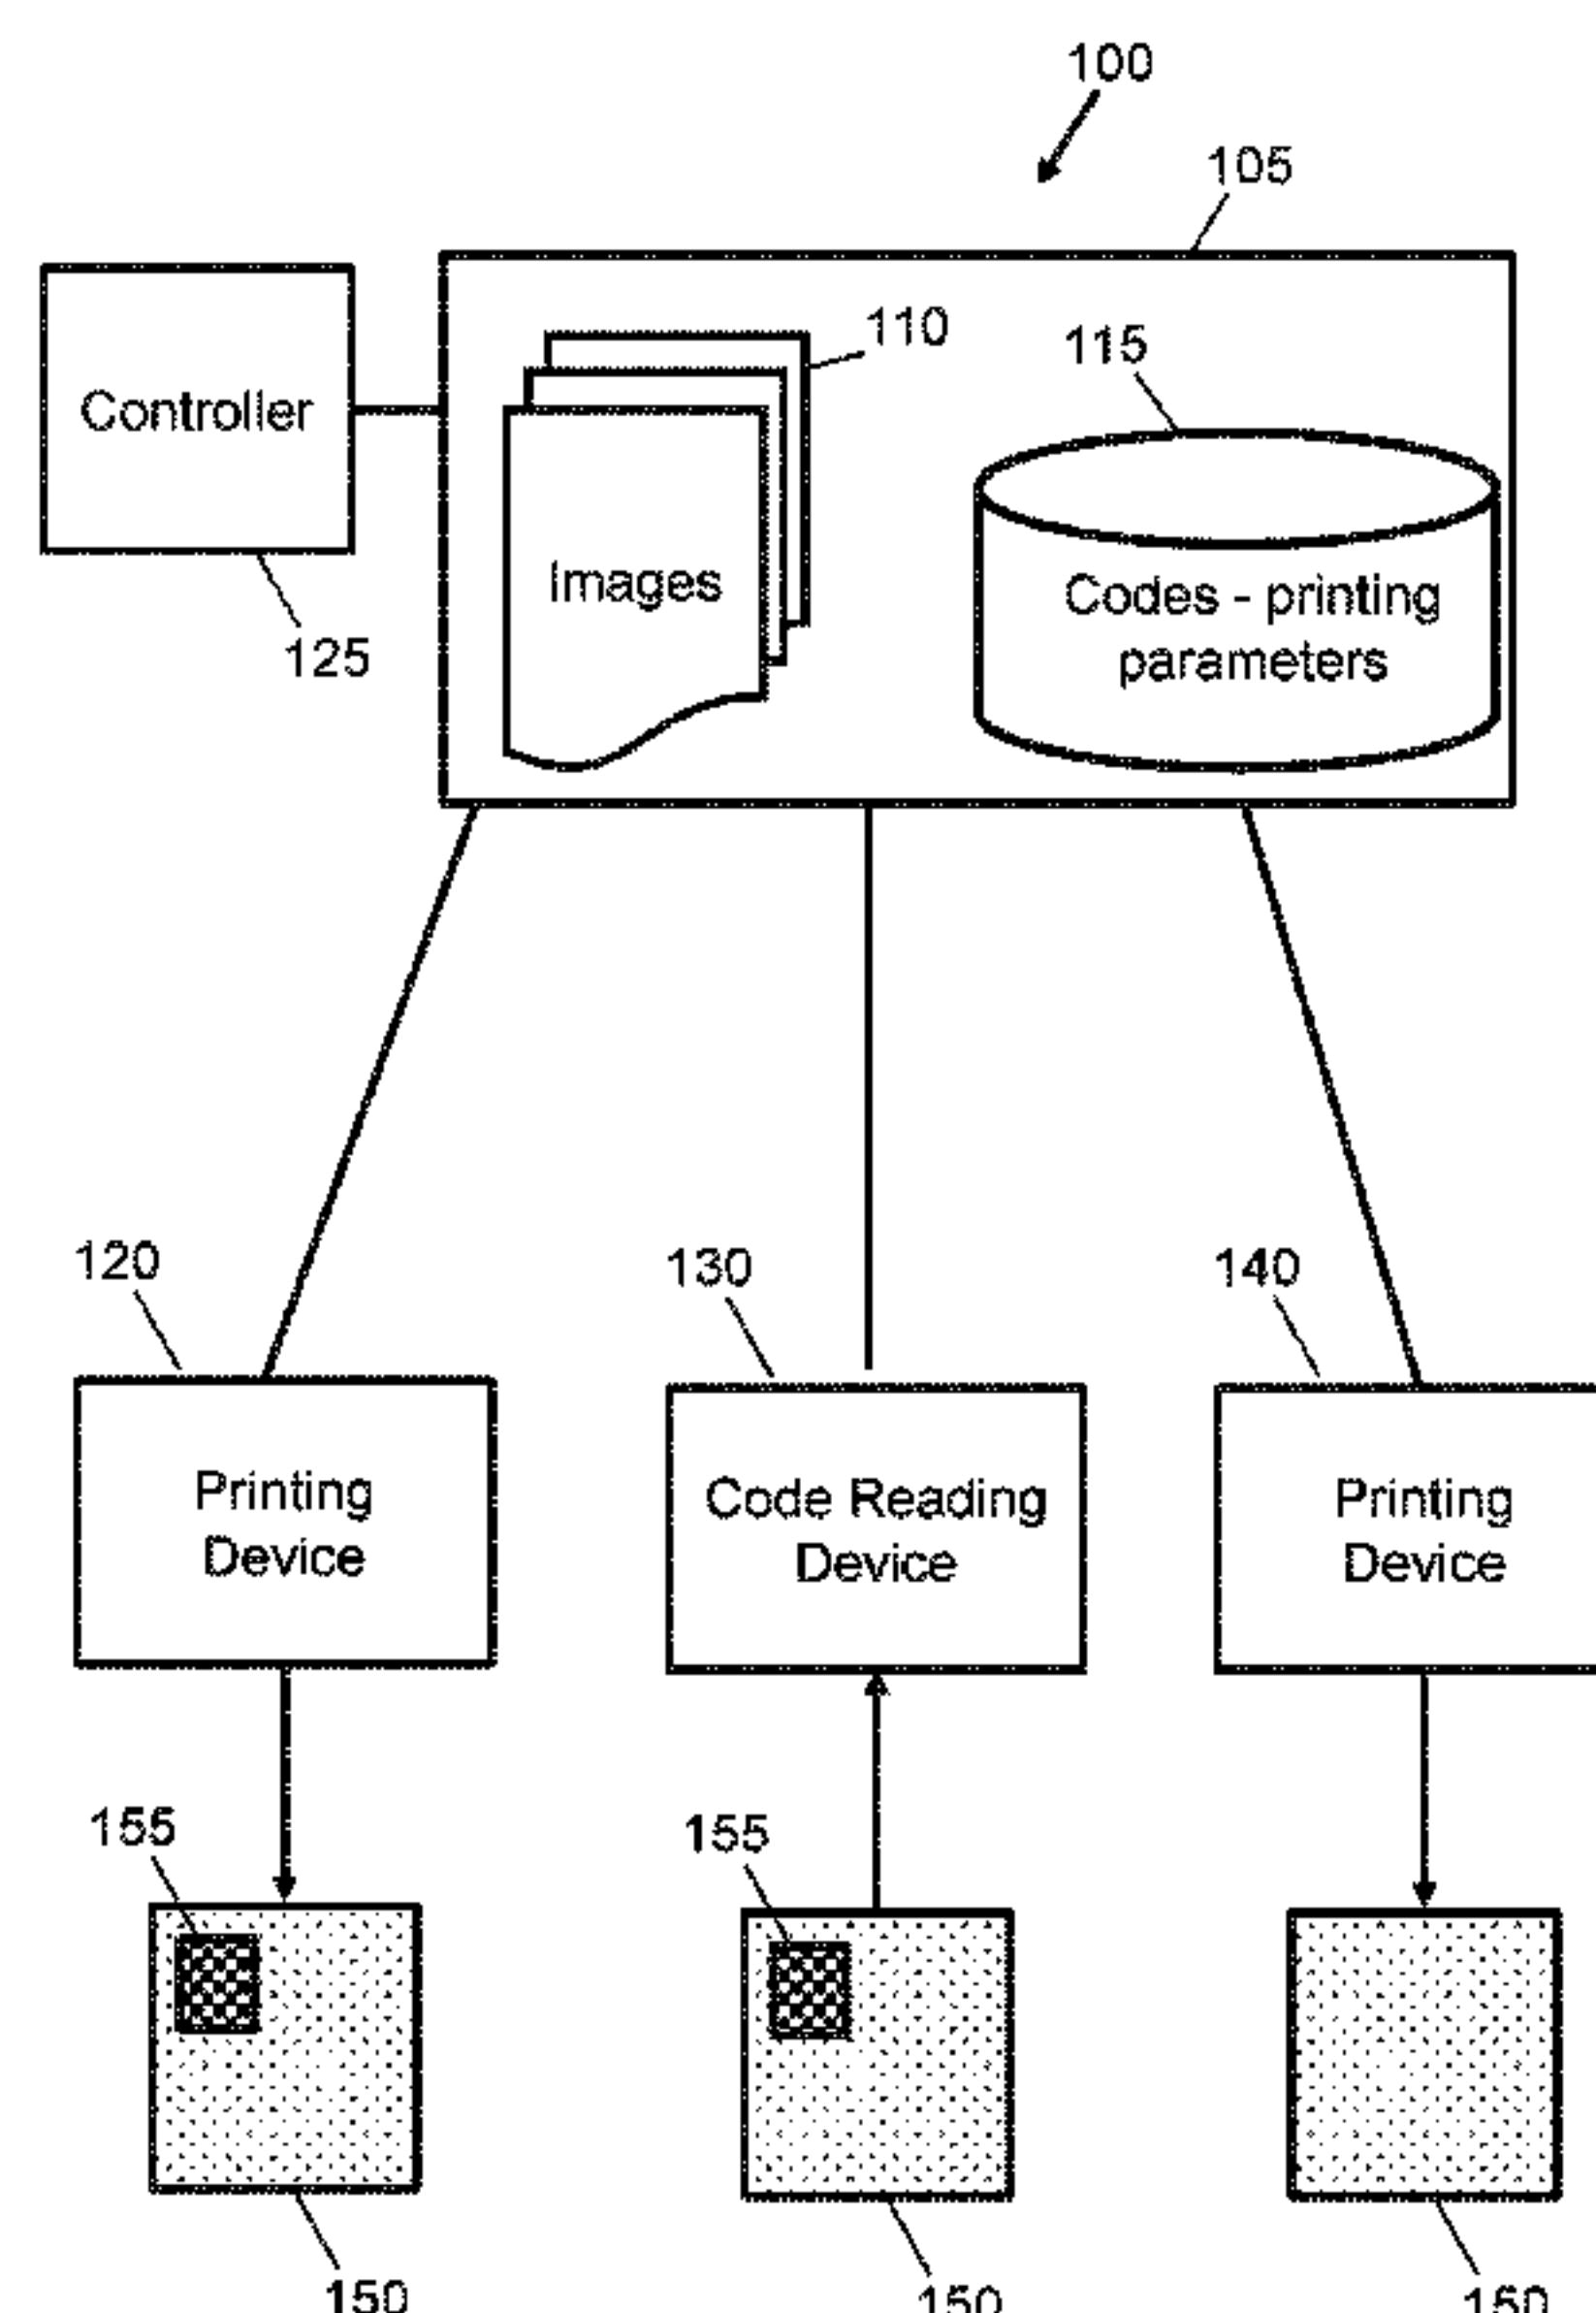 100
105
110
115
Controller
Images
Codes - printing
parameters
125
120
130
140
Printing
Device
Code Reading
Device
Printing
Device
155
155
150
150
150